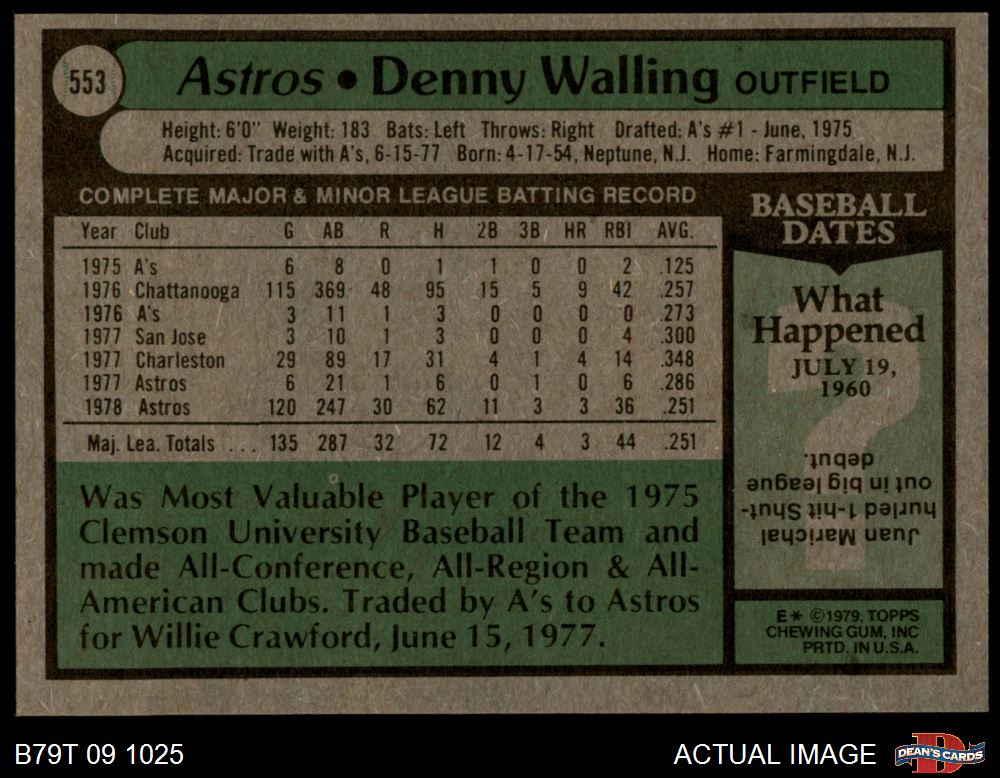 553
Astros • Denny Walling OUTFIELD
Height: 6'0" Weight: 183 Bats: Left Throws: Right Drafted: A's #1 - June, 1975
Acquired: Trade with A's, 6-15-77 Born: 4-17-54, Neptune, N.J. Home: Farmingdale, N.J.
COMPLETE MAJOR & MINOR LEAGUE BATTING RECORD
Year Club G AB R H 2B 3B HR RBI AVG.
1975 A's 6 8 0 1 1 0 0 2 .125
1976 Chattanooga 115 369 48 95 15 5 9 42 .257
1976 A's 3 11 1 3 0 0 0 0 .273
1977 San Jose 3 10 1 3 0 0 0 4 .300
1977 Charleston 29 89 17 31 4 1 4 14 .348
1977 Astros 6 21 1 6 0 1 0 6 .286
1978 Astros 120 247 30 62 11 3 3 36 .251
Maj. Lea. Totals ... 135 287 32 72 12 4 3 44 .251
Was Most Valuable Player of the 1975
Clemson University Baseball Team and
made All-Conference, All-Region & All-
American Clubs. Traded by A's to Astros
for Willie Crawford, June 15, 1977.
BASEBALL
DATES
?
What
Happened
JULY 19,
1960
Juan Marichal
hurled 1-hit-Shut-
out in big league
debut.
E* ©1979, TOPPS
CHEWING GUM, INC
PRTD. IN U.S.A.
B79T 09 1025
ACTUAL IMAGE
DEAN'S CARDS